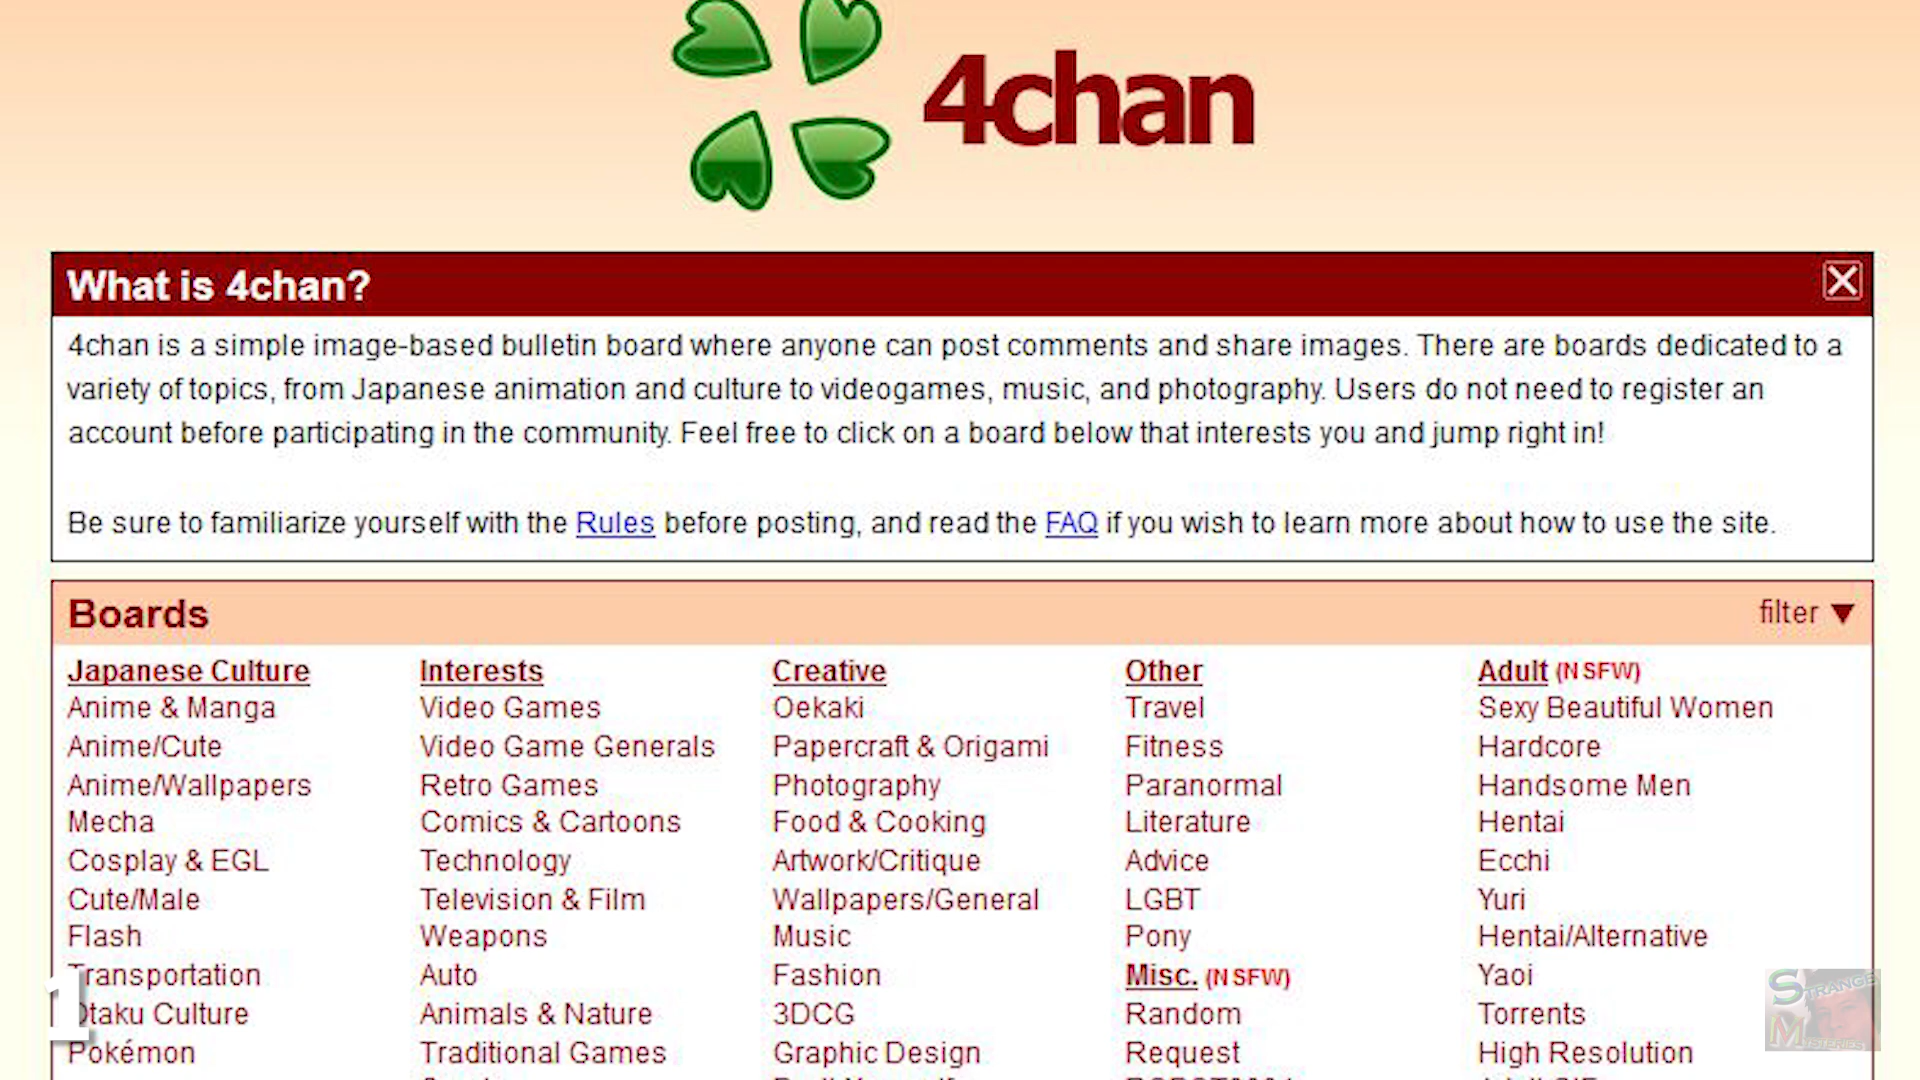 4chan
What is 4chan?
4chan is a simple image-based bulletin board where anyone can post comments and share images. There are boards dedicated to a
variety of topics, from Japanese animation and culture to videogames, music, and photography. Users do not need to register an
account before participating in the community. Feel free to click on a board below that interests you and jump right in!
Be sure to familiarize yourself with the Rules before posting, and read the FAQ if you wish to learn more about how to use the site.
Boards filter ▼
Japanese Culture Interests Creative Other Adult (NSFW)
Anime & Manga Video Games Oekaki Travel Sexy Beautiful Women
Anime/Cute Video Game Generals Papercraft & Origami Fitness Hardcore
Anime/Wallpapers Retro Games Photography Paranormal Handsome Men
Mecha Comics & Cartoons Food & Cooking Literature Hentai
Cosplay & EGL Technology Artwork/Critique Advice Ecchi
Cute/Male Television & Film Wallpapers/General LGBT Yuri
Flash Weapons Music Pony Hentai/Alternative
Transportation Auto Fashion Misc. (NSFW) Yaoi
Otaku Culture Animals & Nature 3DCG Random Torrents
Pokémon Traditional Games Graphic Design Request High Resolution
1
STRANGE
MYSTERIES